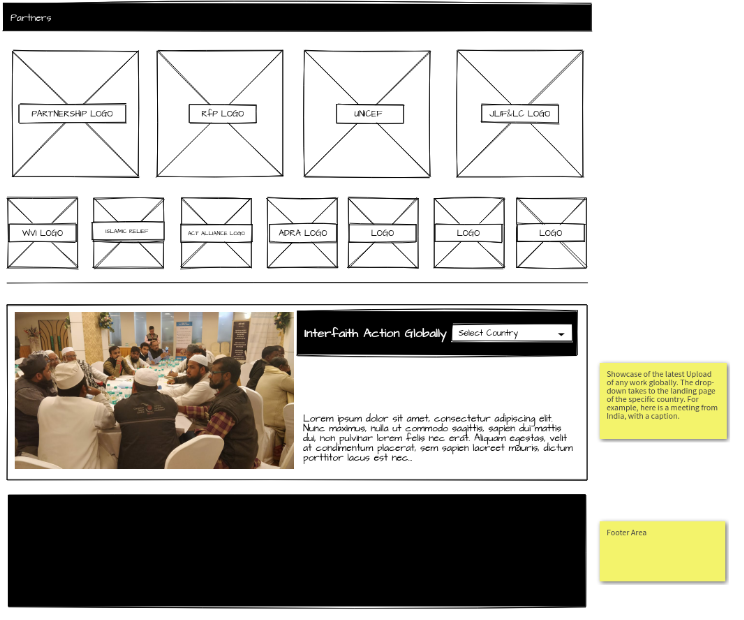 Partners
PARTNERSHIP LOGO
RfP LOGO
UNICEF
JLIF&LC LOGO
WVI LOGO
ISLAMIC RELIEF
ACT ALLIANCE LOGO
ADRA LOGO
LOGO
LOGO
LOGO
Interfaith Action Globally
Select Country
Lorem ipsum dolor sit amet, consectetur adipiscing elit.
Nunc maximus, nulla ut commodo sagittis, sapien dui mattis
dui, non pulvinar lorem felis nec erat. Aliquam egestas, velit
at condimentum placerat, sem sapien laoreet mauris, dictum
porttitor lacus est nec...
Showcase of the latest Upload
of any work globally. The drop-
down takes to the landing page
of the specific country. For
example, here is a meeting from
India, with a caption.
Footer Area